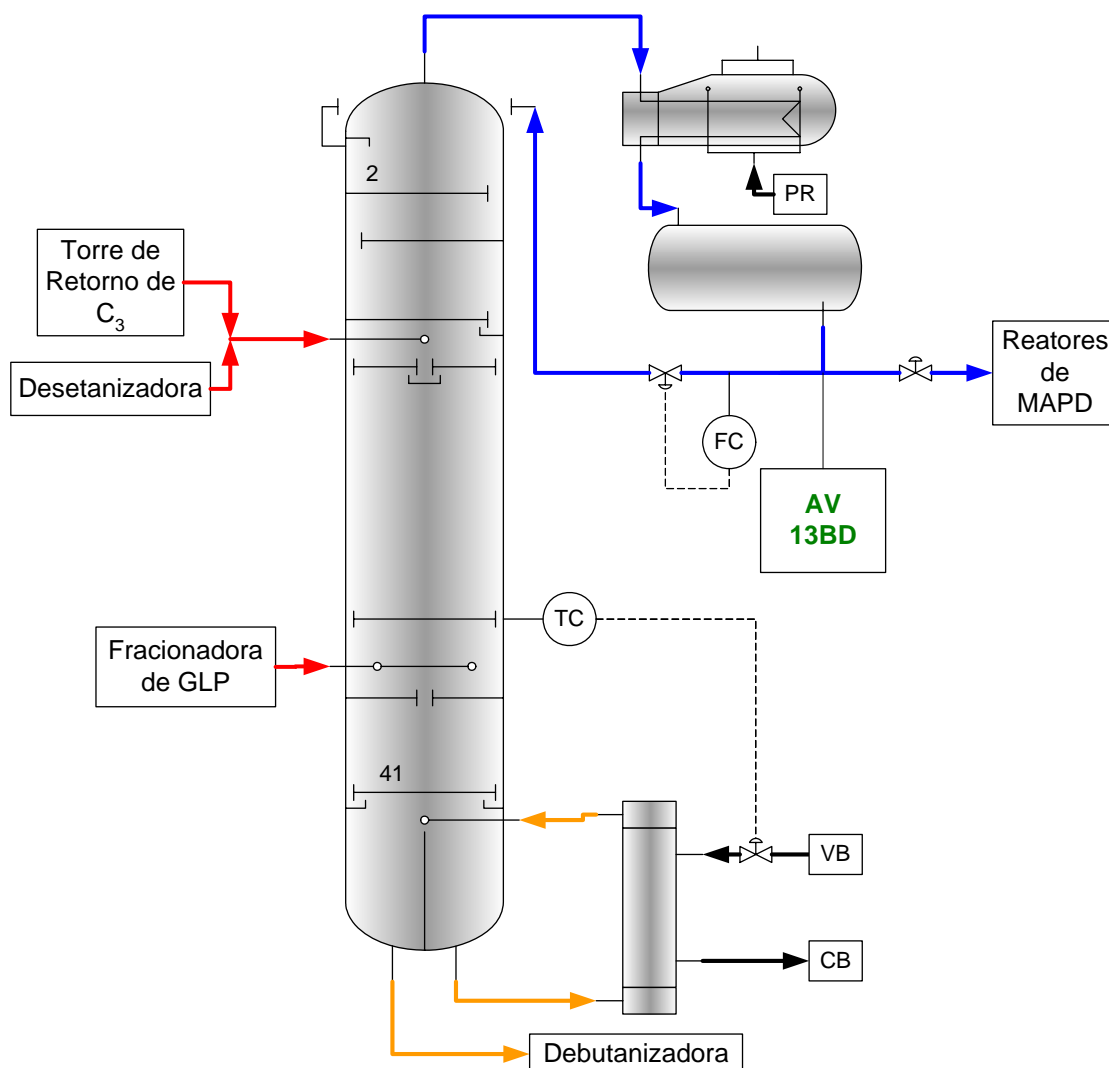 2
PR
Torre de
Retorno de
C₃
Desetanizadora
Reatores
de
MAPD
FC
AV
13BD
TC
Fracionadora
de GLP
41
VB
CB
Debutanizadora